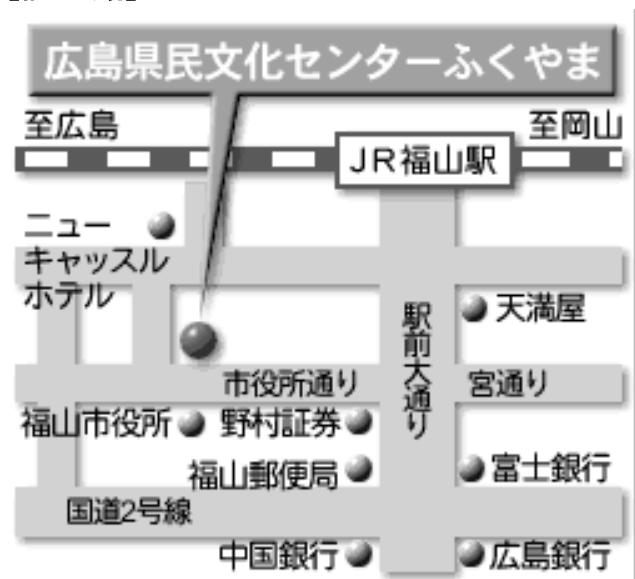 広島県民文化センターふくやま
至広島
至岡山
JR福山駅
ニュー
キャッスル
ホテル
駅前大通り
天満屋
市役所通り
宮通り
福山市役所
野村証券
福山郵便局
富士銀行
国道2号線
中国銀行
広島銀行